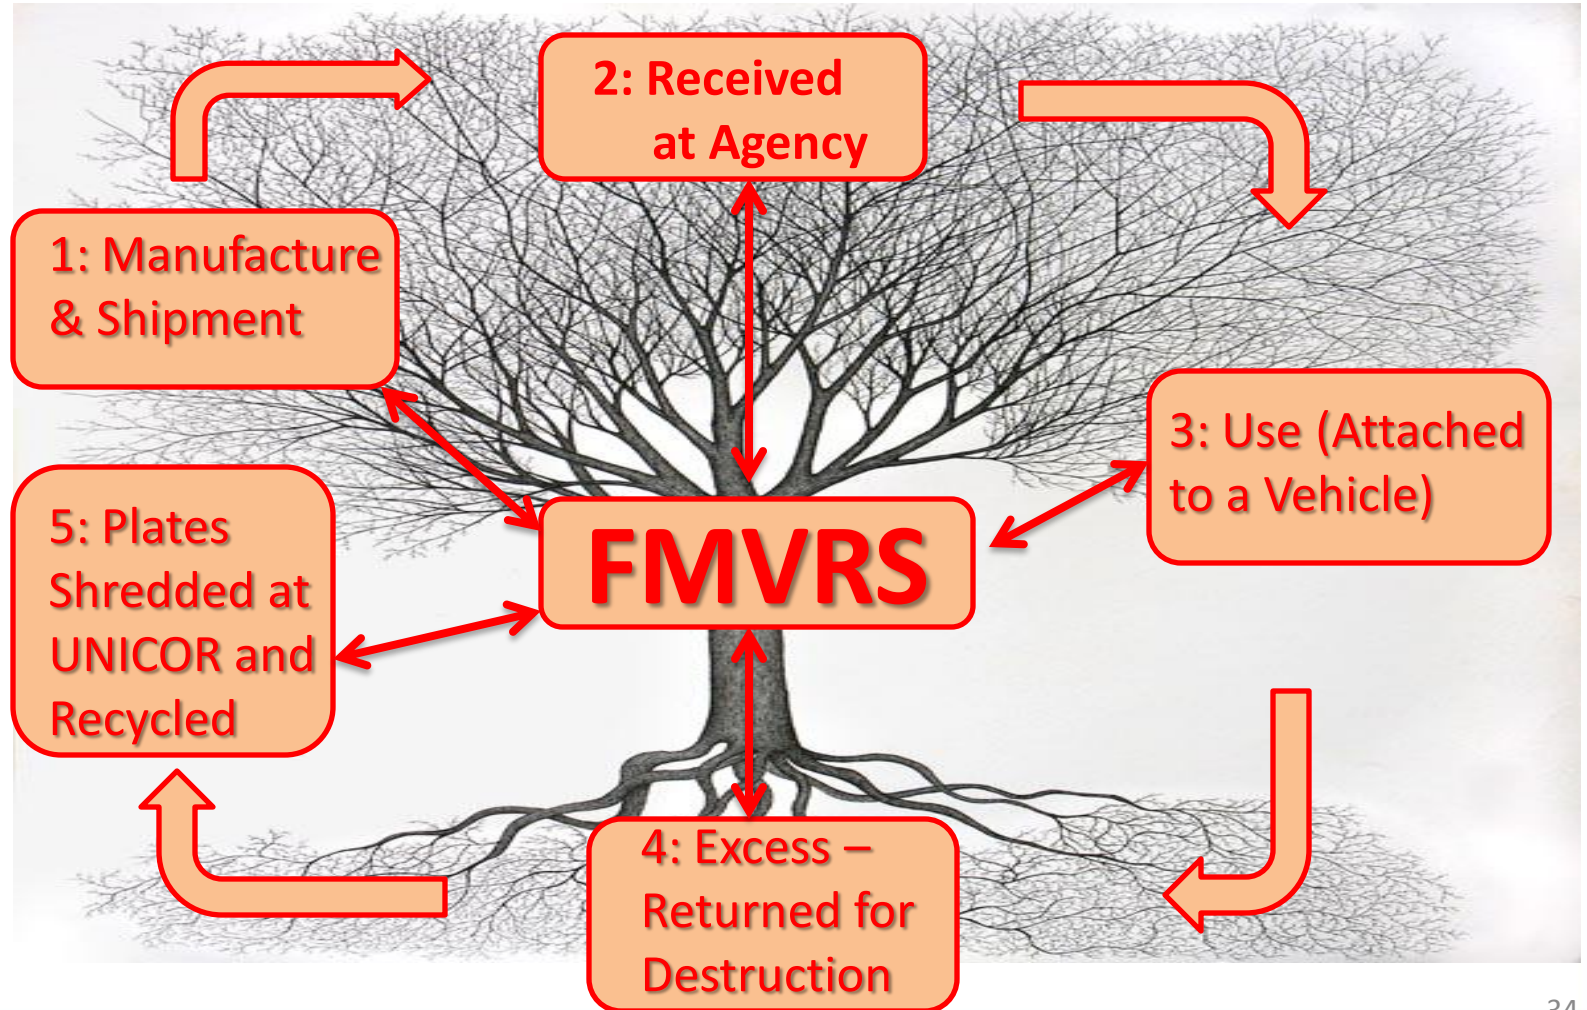 2: Received
at Agency
1: Manufacture
& Shipment
3: Use (Attached
to a Vehicle)
FMVRS
5: Plates
Shredded at
UNICOR and
Recycled
4: Excess –
Returned for
Destruction
34